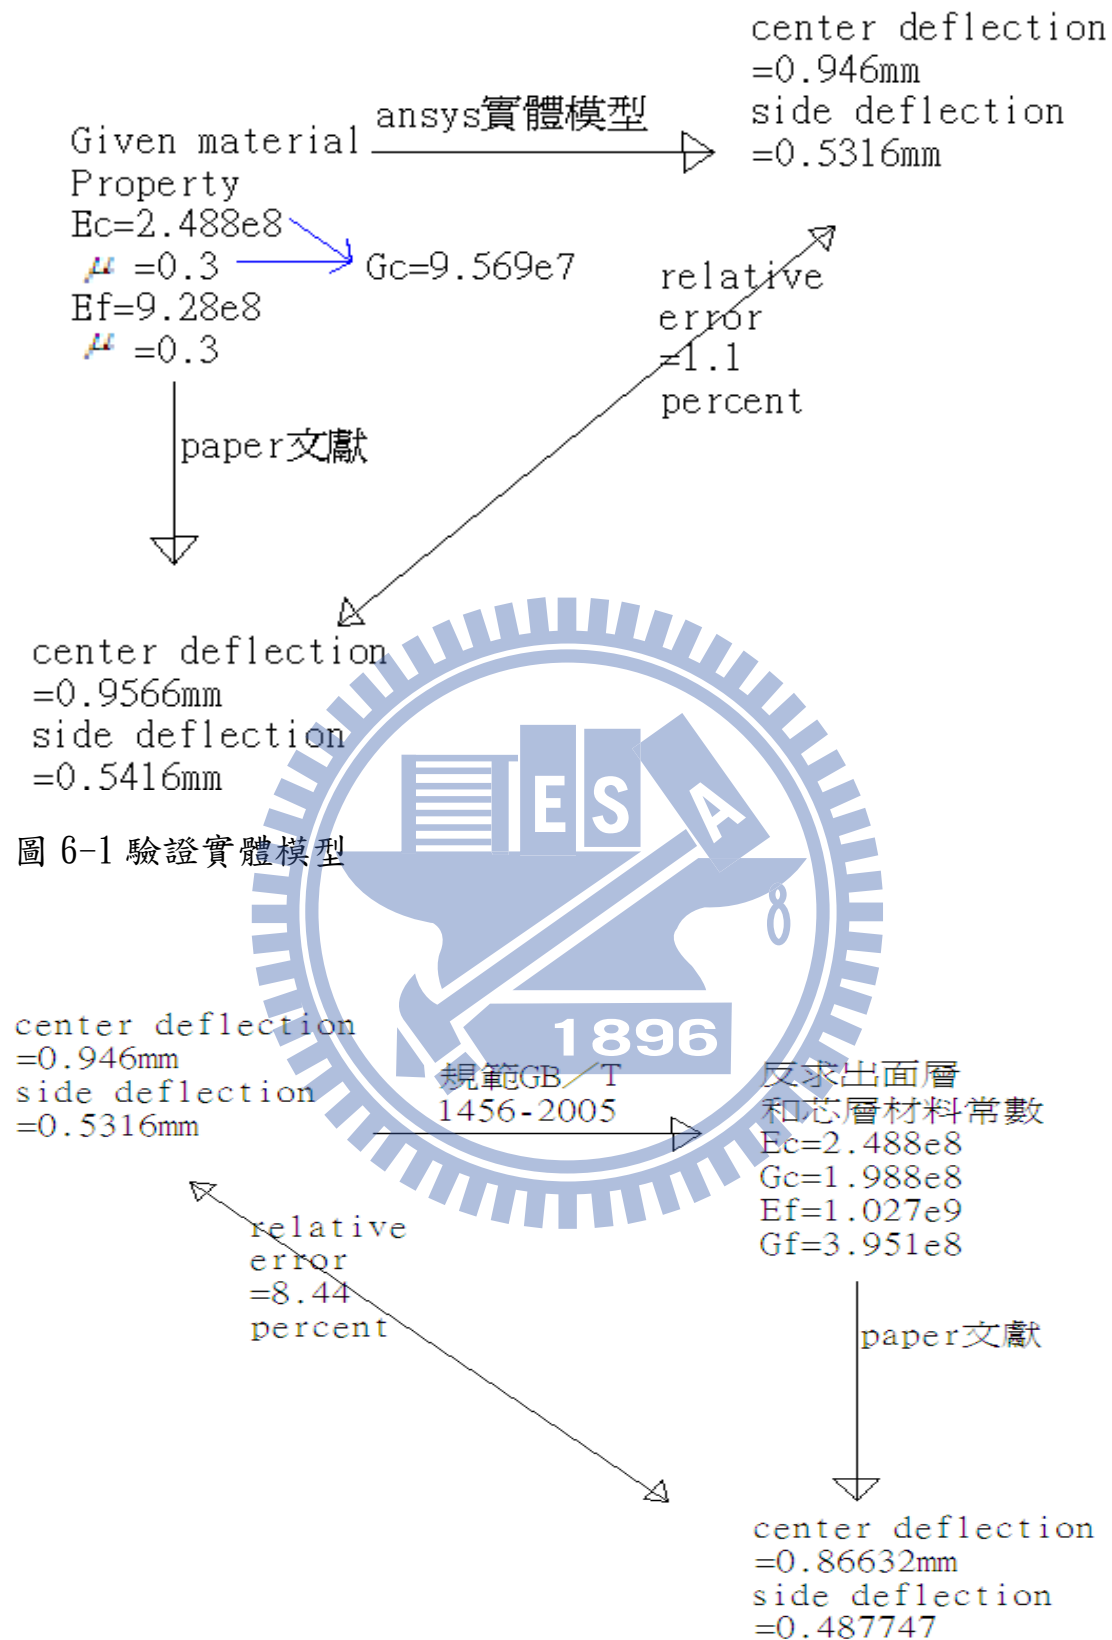 center deflection
=0.946mm
side deflection
=0.5316mm
ansys實體模型
Given material
Property
Ec=2.488e8
μ =0.3
Gc=9.569e7
Ef=9.28e8
μ =0.3
relative
error
=1.1
percent
paper文獻
center deflection
=0.9566mm
side deflection
=0.5416mm
圖 6-1 驗證實體模型
E S A
1896
center deflection
=0.946mm
side deflection
=0.5316mm
規範GB／T
1456-2005
反求出面層
和芯層材料常數
Ec=2.488e8
Gc=1.988e8
Ef=1.027e9
Gf=3.951e8
relative
error
=8.44
percent
paper文獻
center deflection
=0.86632mm
side deflection
=0.487747